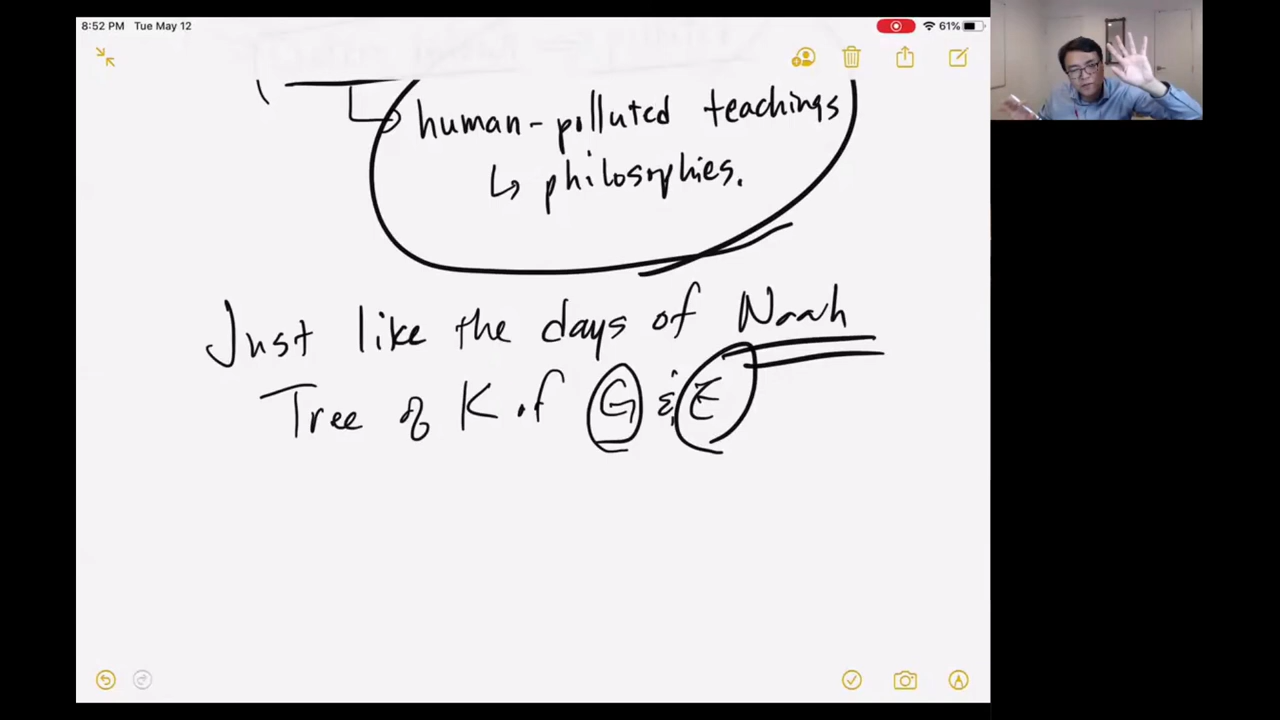 8:52 PM Tue May 12
61%
human-polluted teachings
↳ philosophies.
Just like the days of Noah
Tree of K of G & E